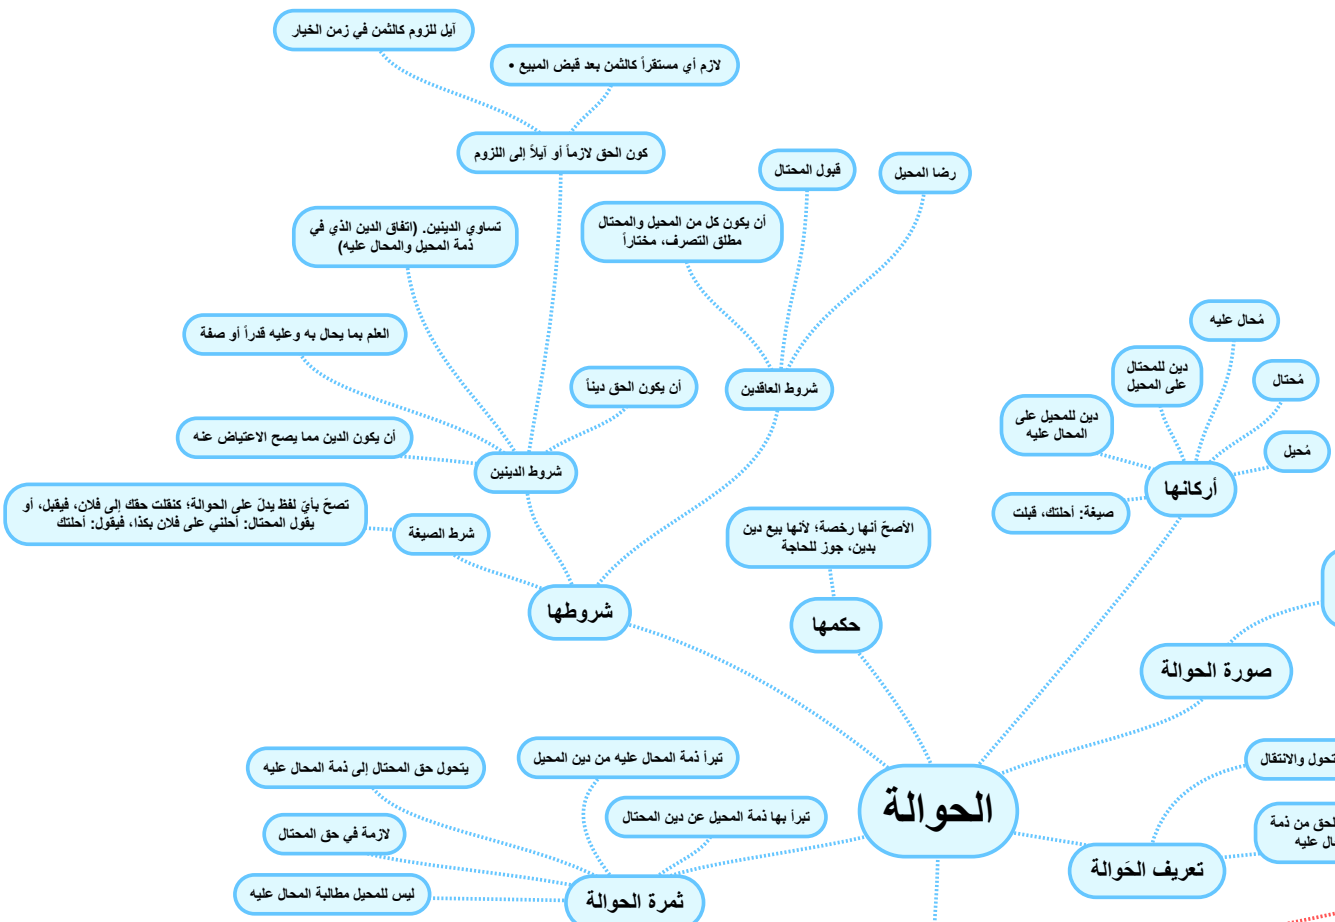 آيل للزوم كالثمن في زمن الخيار
لازم أي مستقراً كالثمن بعد قبض المبيع •
كون الحق لازماً أو آيلاً إلى اللزوم
قبول المحتال
رضا المحيل
تساوي الدينين. (اتفاق الدين الذي في
ذمة المحيل والمحال عليه)
أن يكون كل من المحيل والمحتال
مطلق التصرف، مختاراً
العلم بما يحال به وعليه قدراً أو صفة
أن يكون الحق ديناً
شروط العاقدين
أن يكون الدين مما يصح الاعتياض عنه
شروط الدينين
تصحّ بأيّ لفظ يدلّ على الحوالة؛ كنقلت حقك إلى فلان، فيقبل، أو
يقول المحتال: أحلني على فلان بكذا، فيقول: أحلتك
شرط الصيغة
شروطها
الأصحّ أنها رخصة؛ لأنها بيع دين
بدين، جوز للحاجة
حكمها
مُحال عليه
دين للمحتال
على المحيل
مُحتال
دين للمحيل على
المحال عليه
مُحيل
أركانها
صيغة: أحلتك، قبلت
صورة الحوالة
تحول والانتقال
لحق من ذمة
ال عليه
تعريف الحَوالة
الحوالة
تبرأ ذمة المحال عليه من دين المحيل
يتحول حق المحتال إلى ذمة المحال عليه
تبرأ بها ذمة المحيل عن دين المحتال
لازمة في حق المحتال
ليس للمحيل مطالبة المحال عليه
ثمرة الحوالة